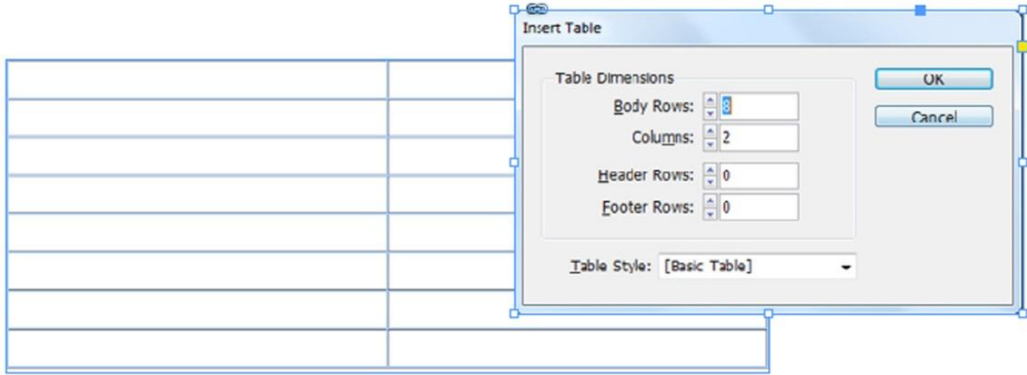 Insert Table
Table Dimensions
OK
Body Rows: 8
Cancel
Columns: 2
Header Rows: 0
Footer Rows: 0
Table Style: [Basic Table]